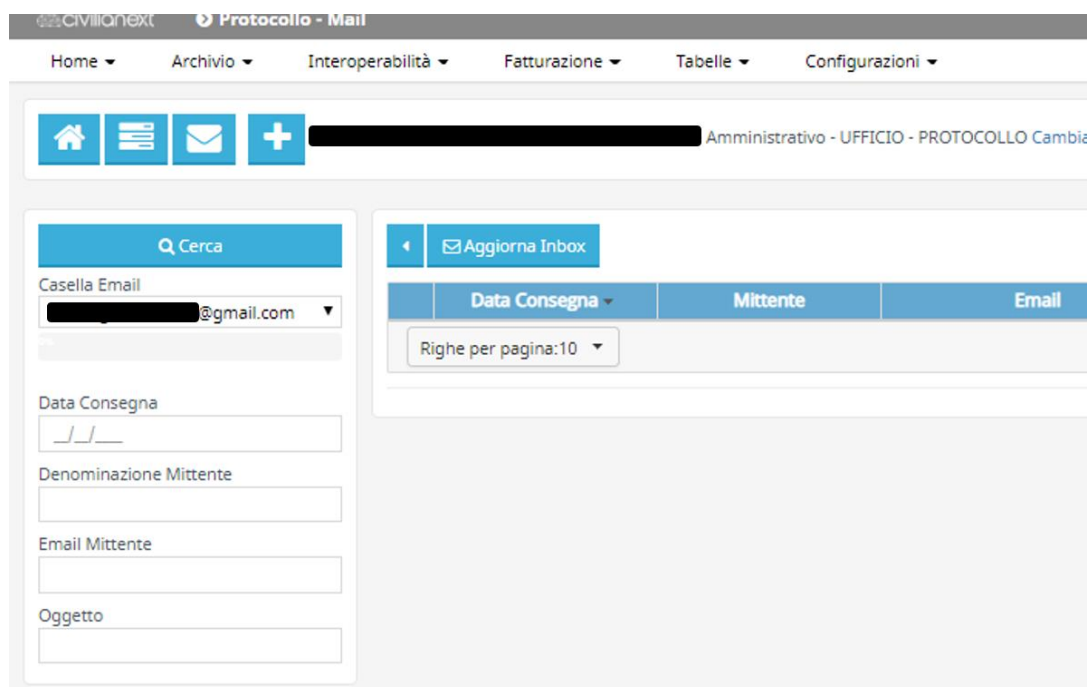 civilianext Protocollo - Mail
Home Archivio Interoperabilità Fatturazione Tabelle Configurazioni
Amministrativo - UFFICIO - PROTOCOLLO Cambia
Cerca
Casella Email
@gmail.com
Data Consegna
__/__/____
Denominazione Mittente
Email Mittente
Oggetto
Aggiorna Inbox
Data Consegna Mittente Email
Righe per pagina:10